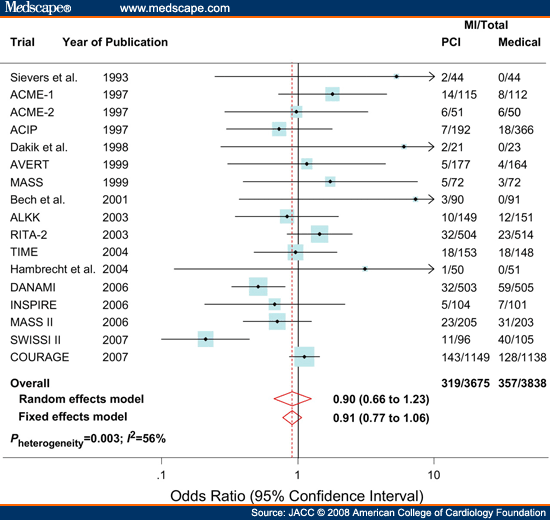 Medscape® www.medscape.com
MI/Total
Trial Year of Publication PCI Medical
Sievers et al. 1993 2/44 0/44
ACME-1 1997 14/115 8/112
ACME-2 1997 6/51 6/50
ACIP 1997 7/192 18/366
Dakik et al. 1998 2/21 0/23
AVERT 1999 5/177 4/164
MASS 1999 5/72 3/72
Bech et al. 2001 3/90 0/91
ALKK 2003 10/149 12/151
RITA-2 2003 32/504 23/514
TIME 2004 18/153 18/148
Hambrecht et al. 2004 1/50 0/51
DANAMI 2006 32/503 59/505
INSPIRE 2006 5/104 7/101
MASS II 2006 23/205 31/203
SWISSI II 2007 11/96 40/105
COURAGE 2007 143/1149 128/1138
Overall 319/3675 357/3838
Random effects model 0.90 (0.66 to 1.23)
Fixed effects model 0.91 (0.77 to 1.06)
Pheterogeneity=0.003; I²=56%
.1 1 10
Odds Ratio (95% Confidence Interval)
Source: JACC © 2008 American College of Cardiology Foundation